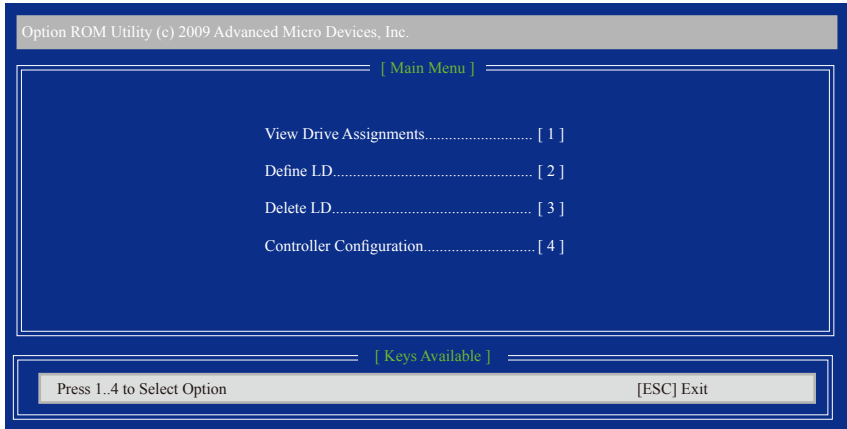 Option ROM Utility (c) 2009 Advanced Micro Devices, Inc.
[ Main Menu ]
View Drive Assignments........................... [ 1 ]
Define LD.................................................. [ 2 ]
Delete LD.................................................. [ 3 ]
Controller Configuration............................[ 4 ]
[ Keys Available ]
Press 1..4 to Select Option [ESC] Exit